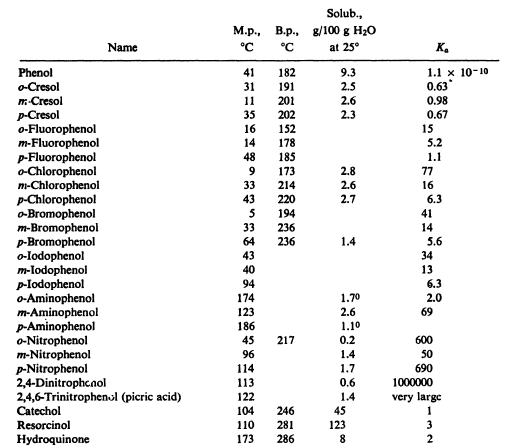 Solub.,
M.p., B.p., g/100 g H2O
Name °C °C at 25° Ka
Phenol 41 182 9.3 1.1 × 10-10
o-Cresol 31 191 2.5 0.63
m-Cresol 11 201 2.6 0.98
p-Cresol 35 202 2.3 0.67
o-Fluorophenol 16 152 15
m-Fluorophenol 14 178 5.2
p-Fluorophenol 48 185 1.1
o-Chlorophenol 9 173 2.8 77
m-Chlorophenol 33 214 2.6 16
p-Chlorophenol 43 220 2.7 6.3
o-Bromophenol 5 194 41
m-Bromophenol 33 236 14
p-Bromophenol 64 236 1.4 5.6
o-Iodophenol 43 34
m-Iodophenol 40 13
p-Iodophenol 94 6.3
o-Aminophenol 174 1.7⁰ 2.0
m-Aminophenol 123 2.6 69
p-Aminophenol 186 1.1⁰
o-Nitrophenol 45 217 0.2 600
m-Nitrophenol 96 1.4 50
p-Nitrophenol 114 1.7 690
2,4-Dinitrophenol 113 0.6 1000000
2,4,6-Trinitrophenol (picric acid) 122 1.4 very large
Catechol 104 246 45 1
Resorcinol 110 281 123 3
Hydroquinone 173 286 8 2